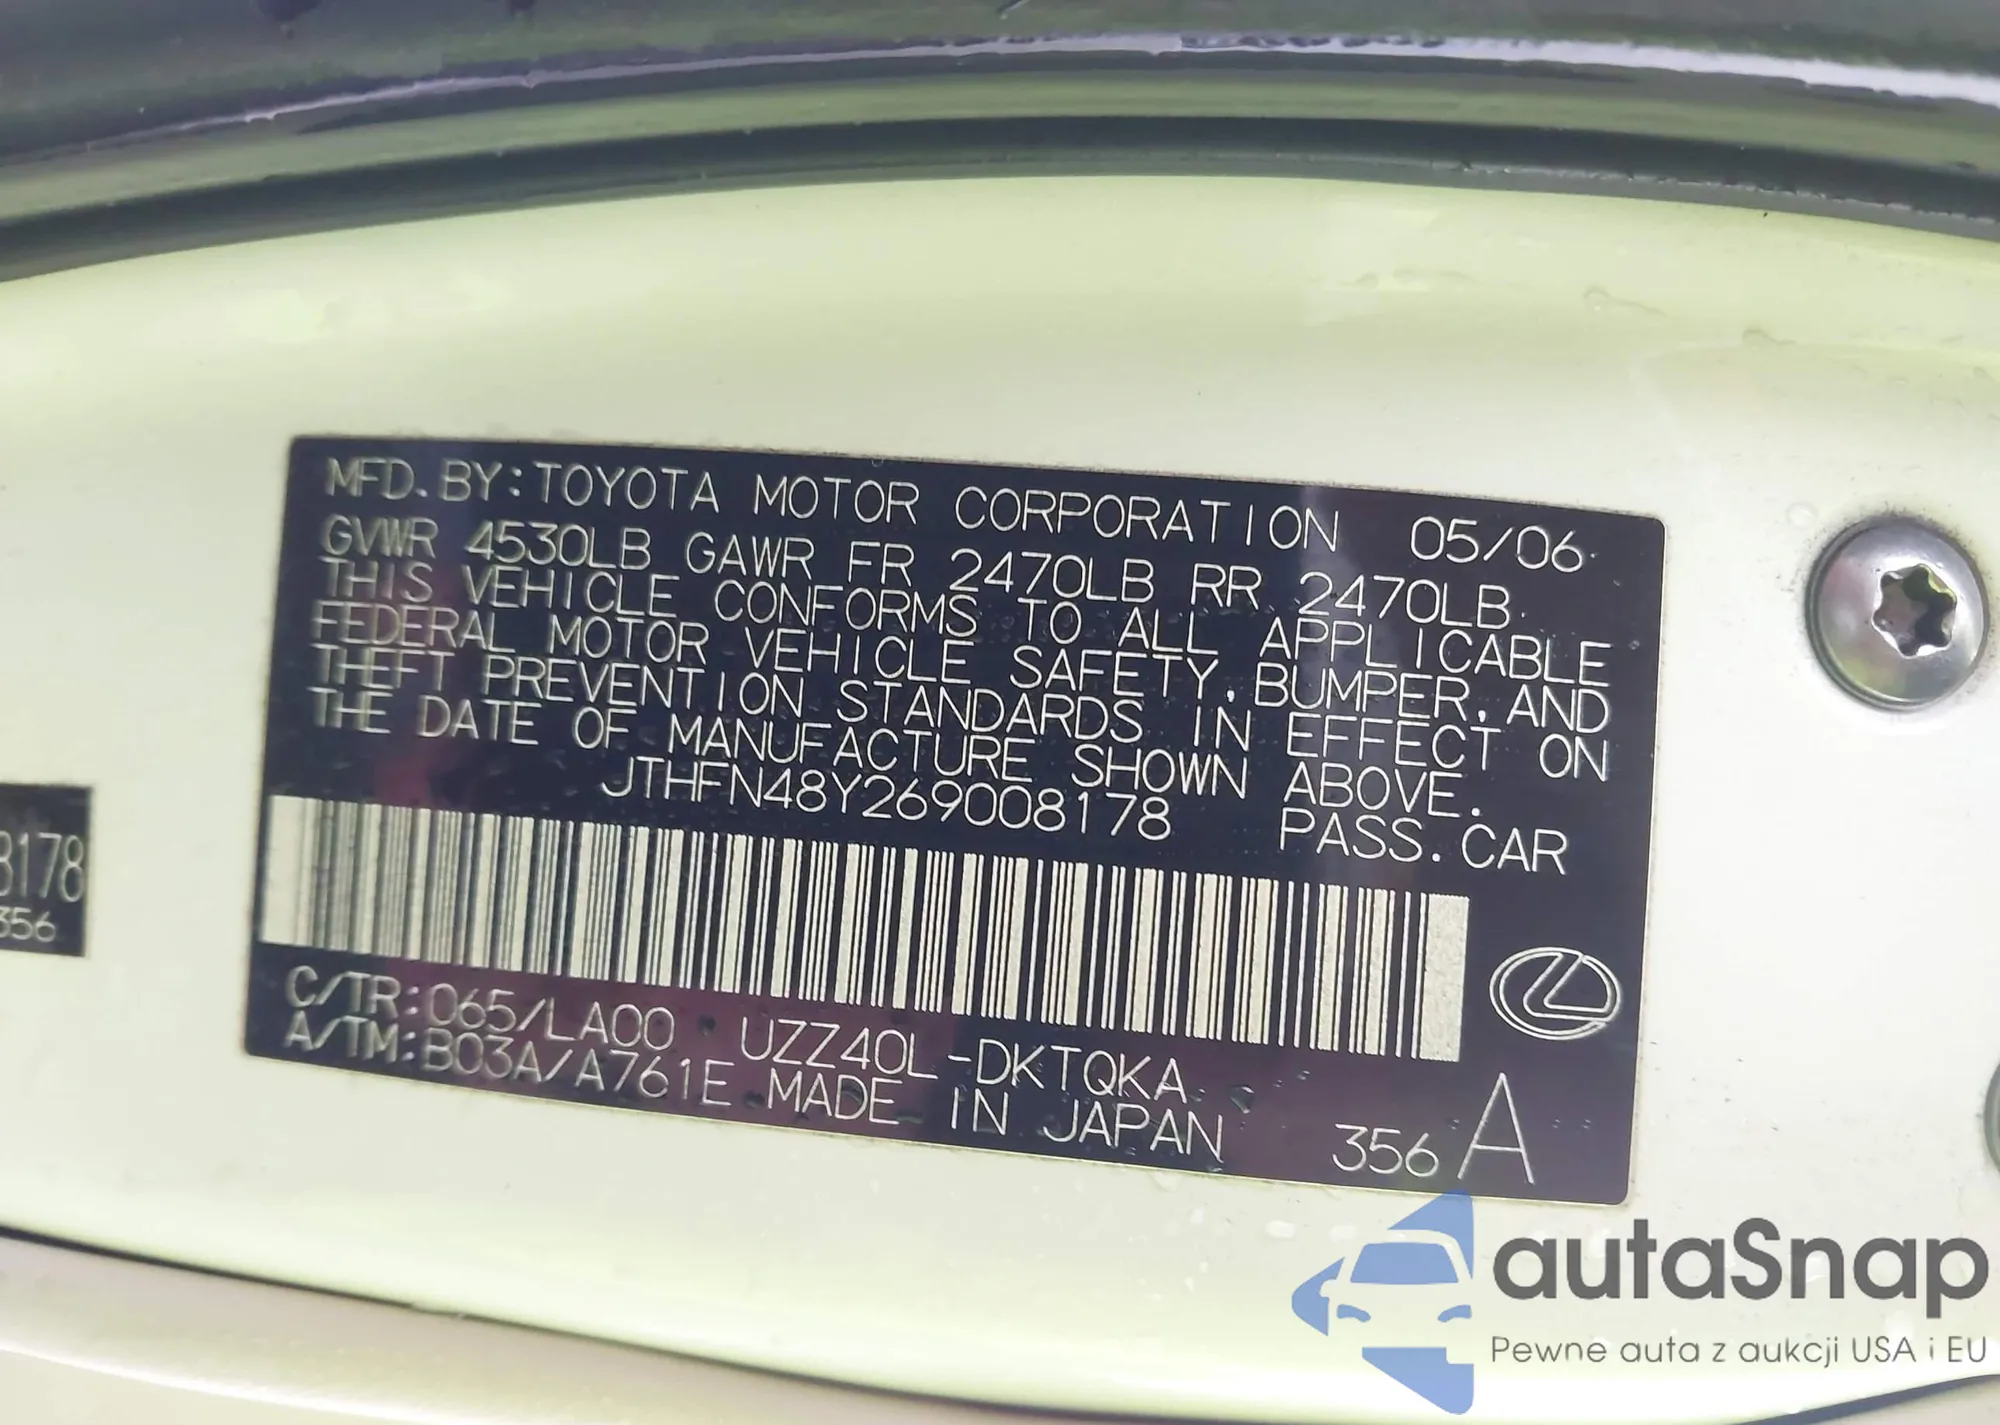 MFD. BY: TOYOTA MOTOR CORPORATION 05/06
GVWR 4530LB GAWR FR 2470LB RR 2470LB
THIS VEHICLE CONFORMS TO ALL APPLICABLE
FEDERAL MOTOR VEHICLE SAFETY, BUMPER, AND
THEFT PREVENTION STANDARDS IN EFFECT ON
THE DATE OF MANUFACTURE SHOWN ABOVE.
JTHFN48Y269008178 PASS. CAR
C/TR: 065/LA00 UZZ40L-DKTQKA
A/TM: B03A/A761E MADE IN JAPAN 356 A
8178
356
autaSnap
Pewne auta z aukcji USA i EU